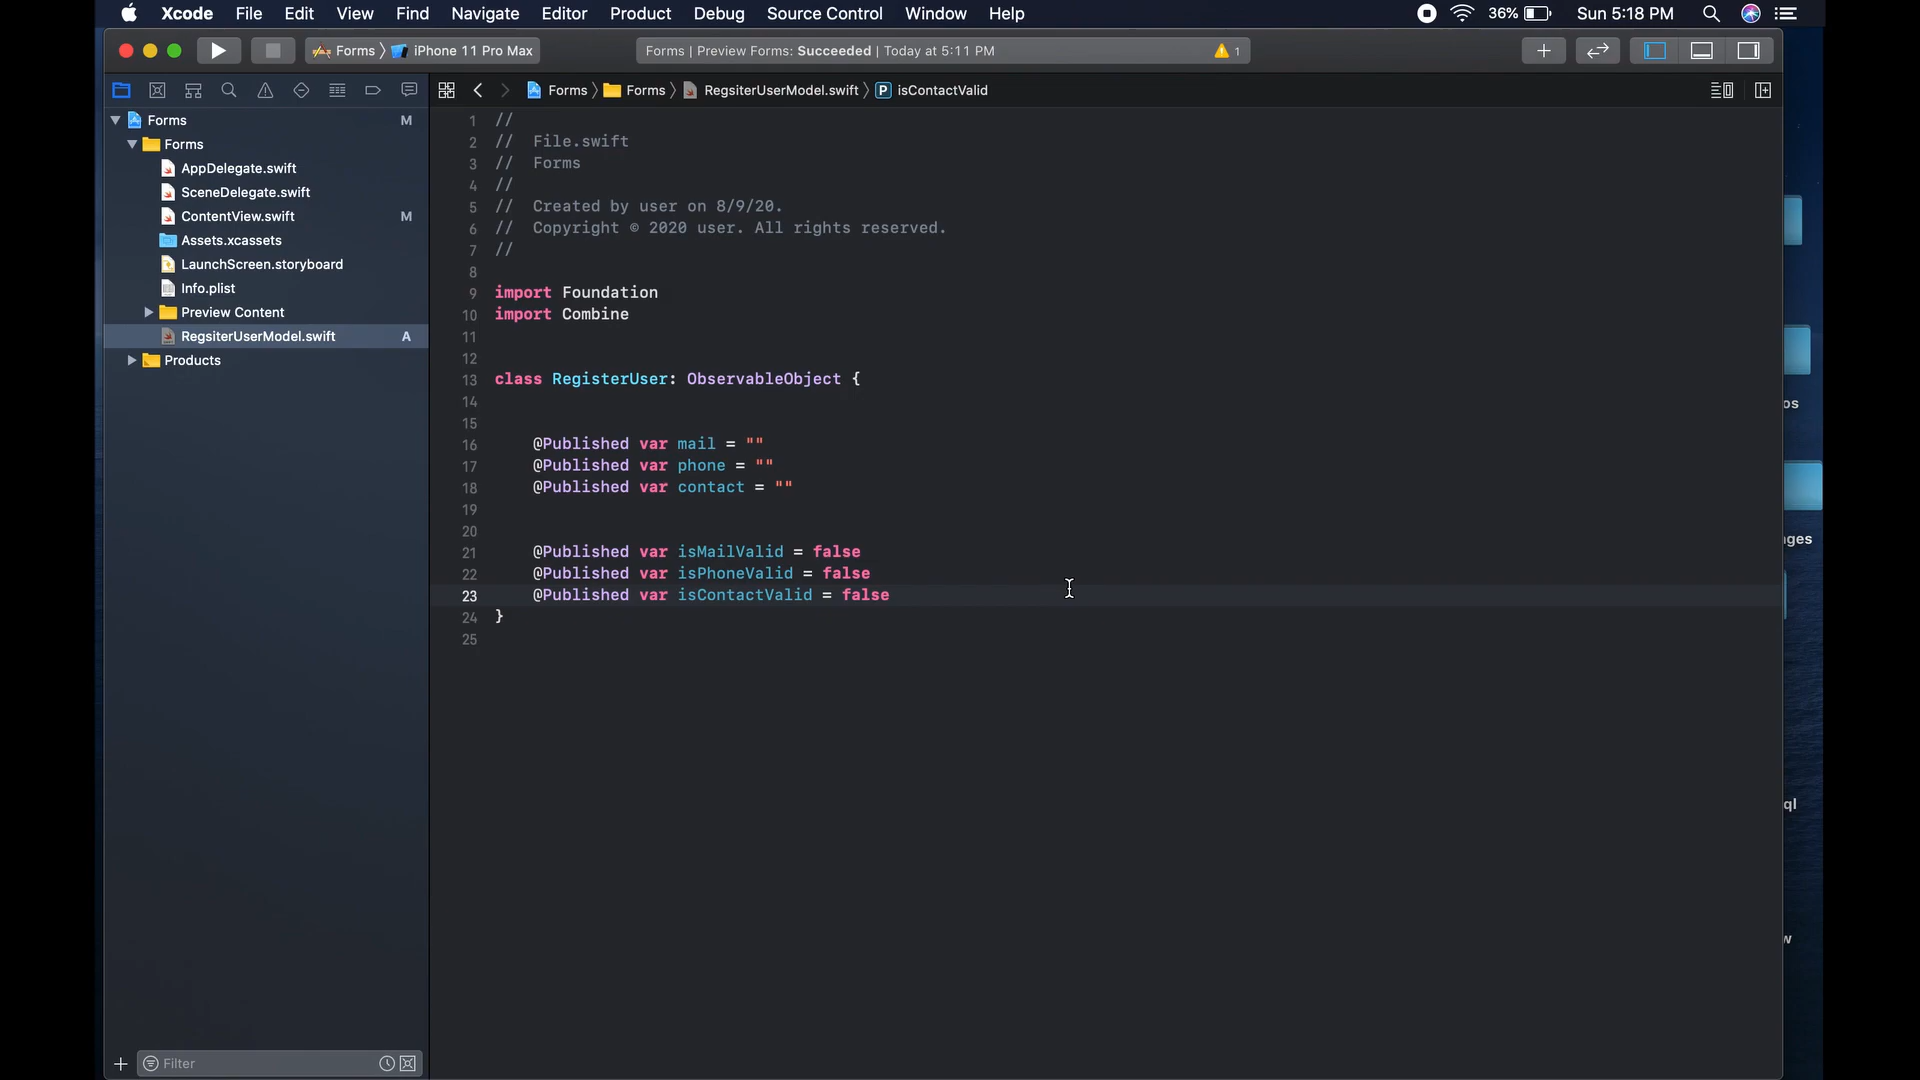 Xcode File Edit View Find Navigate Editor Product Debug Source Control Window Help 36% Sun 5:18 PM
Forms 〉 iPhone 11 Pro Max
Forms | Preview Forms: Succeeded | Today at 5:11 PM
1
Forms 〉 Forms 〉 RegsiterUserModel.swift 〉 P isContactValid
Forms M
Forms
AppDelegate.swift
SceneDelegate.swift
ContentView.swift M
Assets.xcassets
LaunchScreen.storyboard
Info.plist
Preview Content
RegsiterUserModel.swift A
Products
Filter
1 //
2 // File.swift
3 // Forms
4 //
5 // Created by user on 8/9/20.
6 // Copyright © 2020 user. All rights reserved.
7 //
8
9 import Foundation
10 import Combine
11
12
13 class RegisterUser: ObservableObject {
14
15
16 @Published var mail = ""
17 @Published var phone = ""
18 @Published var contact = ""
19
20
21 @Published var isMailValid = false
22 @Published var isPhoneValid = false
23 @Published var isContactValid = false
24 }
25
os
ges
ql
w